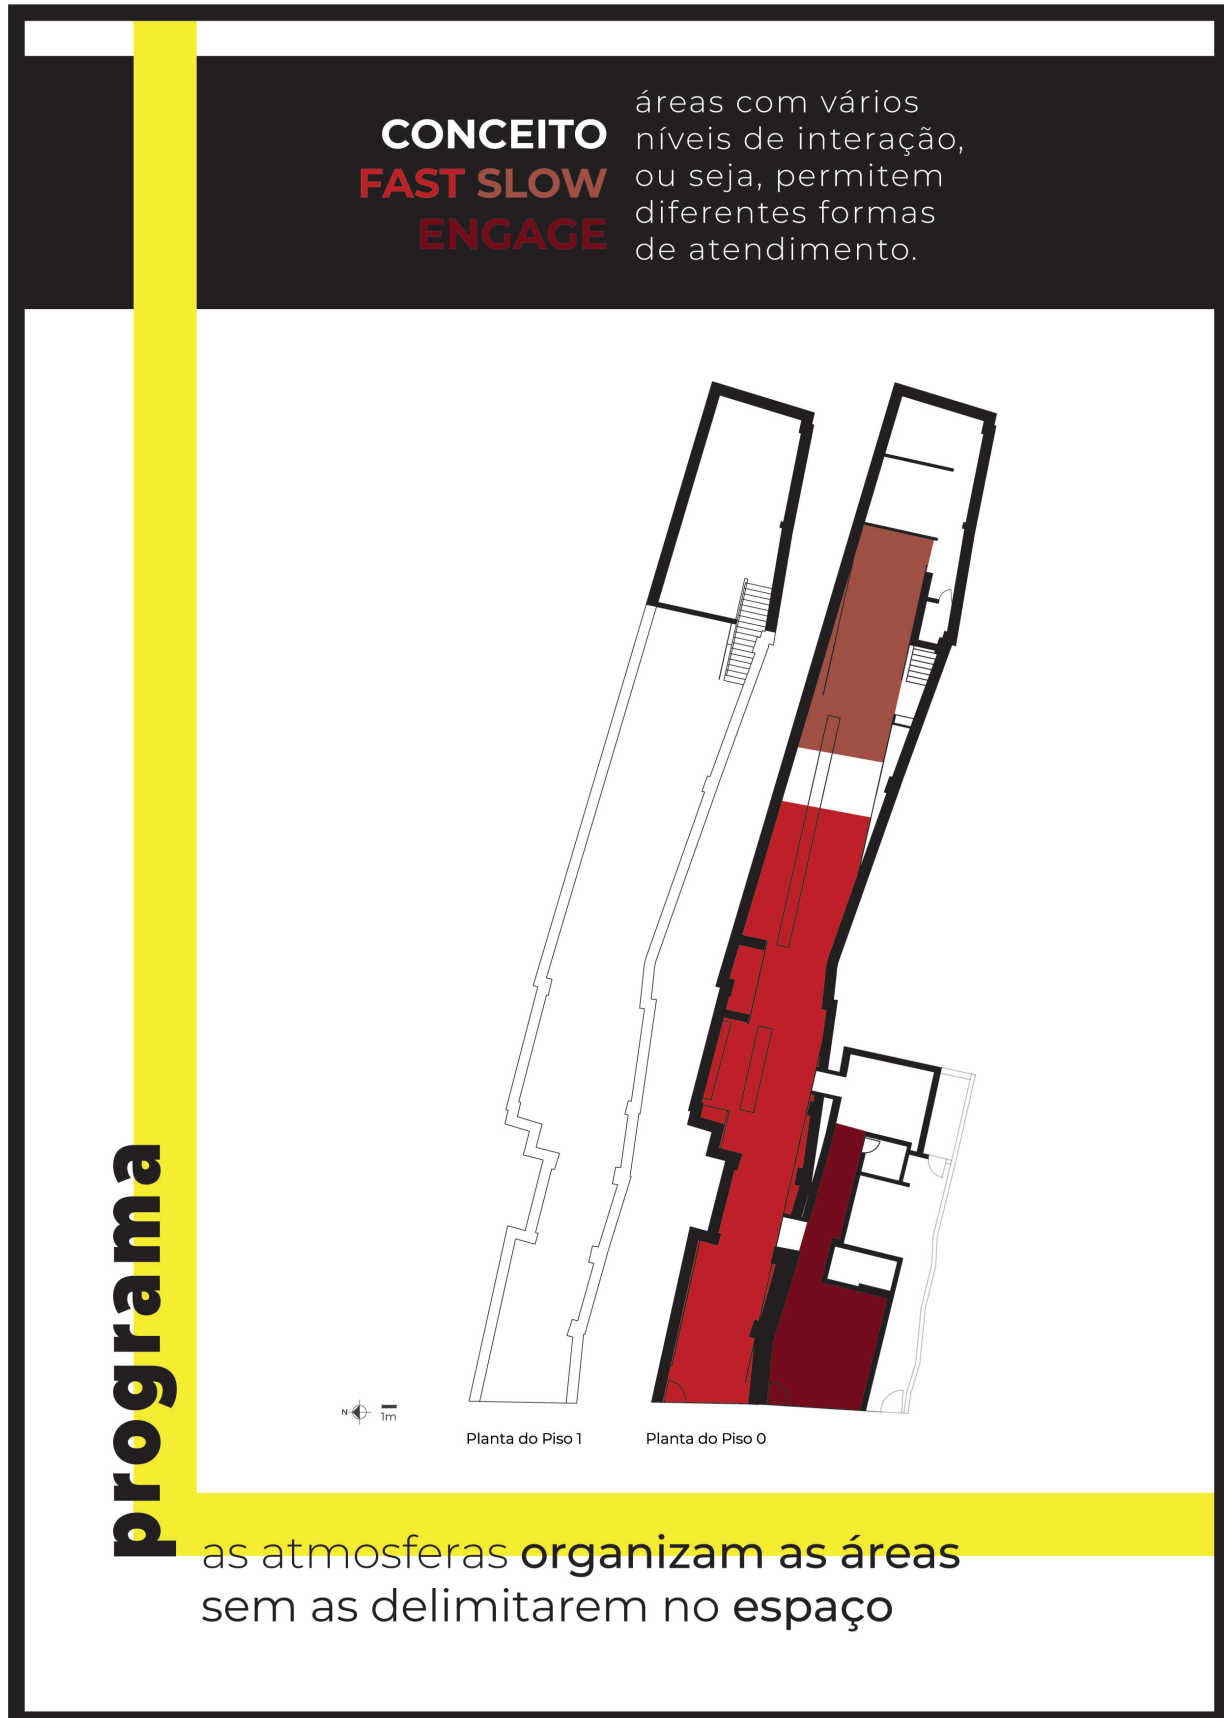 CONCEITO
FAST SLOW
ENGAGE
áreas com vários
níveis de interação,
ou seja, permitem
diferentes formas
de atendimento.
programa
N
1m
Planta do Piso 1
Planta do Piso 0
as atmosferas organizam as áreas
sem as delimitarem no espaço